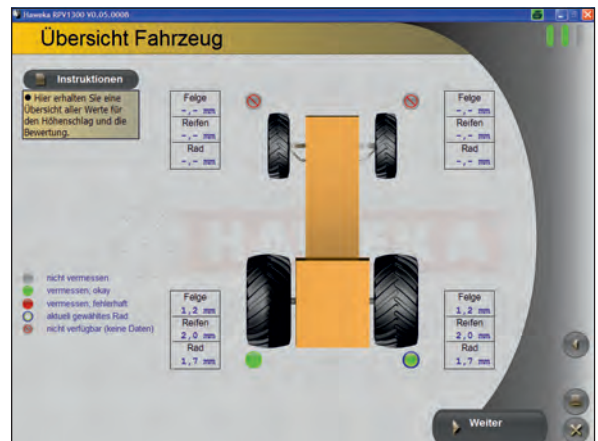 Haweka RPV1300 V0.05.0008
Übersicht Fahrzeug
Instruktionen
● Hier erhalten Sie eine
Übersicht aller Werte für
den Höhenschlag und die
Bewertung.
Felge
-,- mm
Reifen
-,- mm
Rad
-,- mm
Felge
-,- mm
Reifen
-,- mm
Rad
-,- mm
HAWEKA
nicht vermessen
vermessen, okay
vermessen, fehlerhaft
aktuell gewähltes Rad
nicht verfügbar (keine Daten)
Felge
1,2 mm
Reifen
2,0 mm
Rad
1,7 mm
Felge
1,2 mm
Reifen
2,0 mm
Rad
1,7 mm
Weiter